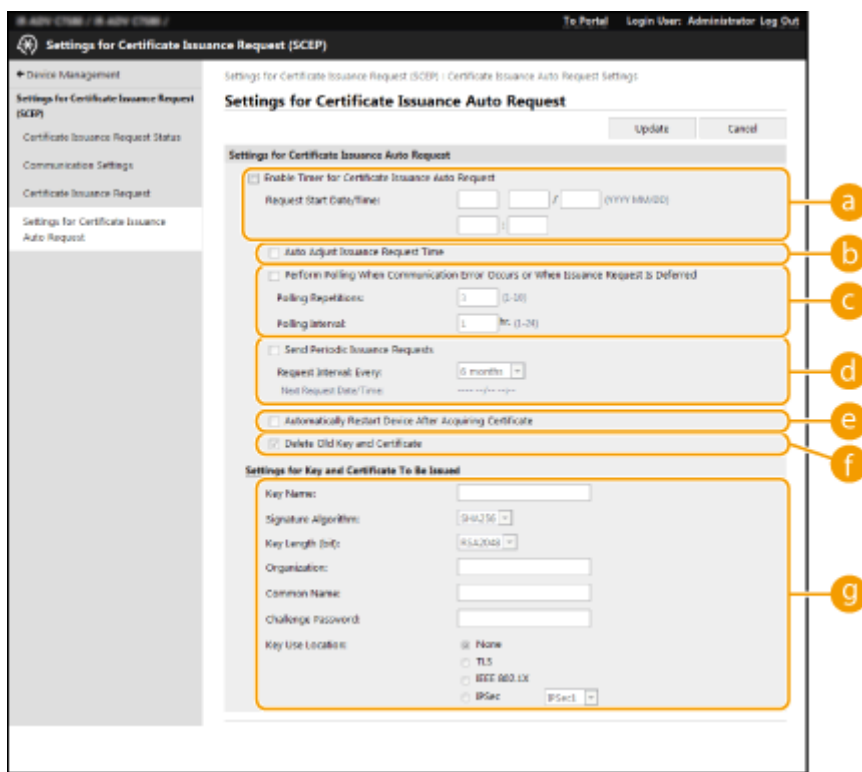 To Portal Login User: Administrator Log Out
Settings for Certificate Issuance Request (SCEP)
Device Management
Settings for Certificate Issuance Request (SCEP)
Certificate Issuance Request Status
Communication Settings
Certificate Issuance Request
Settings for Certificate Issuance
Auto Request
Settings for Certificate Issuance Request (SCEP) : Certificate Issuance Auto Request Settings
Settings for Certificate Issuance Auto Request
Update Cancel
Settings for Certificate Issuance Auto Request
Enable Timer for Certificate Issuance Auto Request
Request Start Date/Time: / (YYYY MM/DD)
:
a
Auto Adjust Issuance Request Time
b
Perform Polling When Communication Error Occurs or When Issuance Request Is Deferred
Polling Repetitions: 3 (1-10)
Polling Interval: 1 hr. (1-24)
c
Send Periodic Issuance Requests
Request Interval: Every: 6 months
Next Request Date/Time: ---- --/-- --:--
d
Automatically Restart Device After Acquiring Certificate
e
Delete Old Key and Certificate
f
Settings for Key and Certificate To Be Issued
Key Name:
Signature Algorithm: SHA256
Key Length (bit): RSA2048
Organization:
Common Name:
Challenge Password:
Key Use Location: None
TLS
IEEE 802.1X
IPSec IPSec1
g